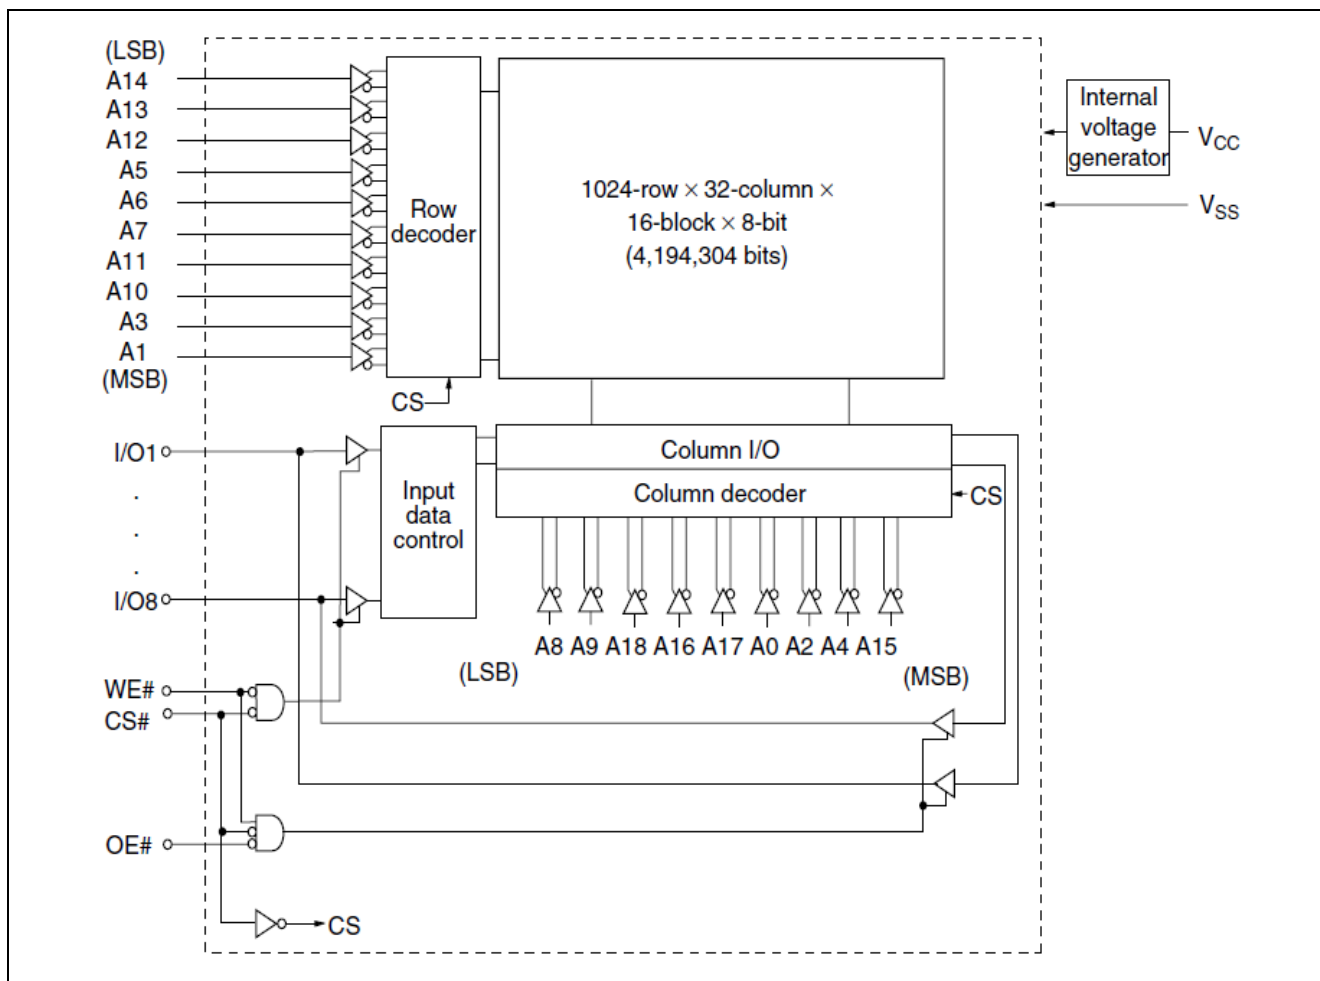 (LSB)
A14
A13
A12
A5
A6
A7
A11
A10
A3
A1
(MSB)
Row
decoder
CS
1024-row × 32-column ×
16-block × 8-bit
(4,194,304 bits)
Internal
voltage
generator
VCC
VSS
I/O1
.
.
.
I/O8
Input
data
control
Column I/O
Column decoder
CS
A8 A9 A18 A16 A17 A0 A2 A4 A15
(LSB)
(MSB)
WE#
CS#
OE#
CS